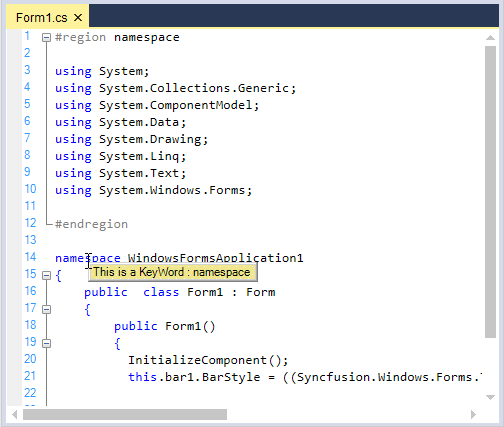 Form1.cs ×
1 #region namespace
2
3 using System;
4 using System.Collections.Generic;
5 using System.ComponentModel;
6 using System.Data;
7 using System.Drawing;
8 using System.Linq;
9 using System.Text;
10 using System.Windows.Forms;
11
12 #endregion
13
14 namespace WindowsFormsApplication1
15 {
This is a KeyWord : namespace
16 public class Form1 : Form
17 {
18 public Form1()
19 {
20 InitializeComponent();
21 this.bar1.BarStyle = ((Syncfusion.Windows.Forms.
22